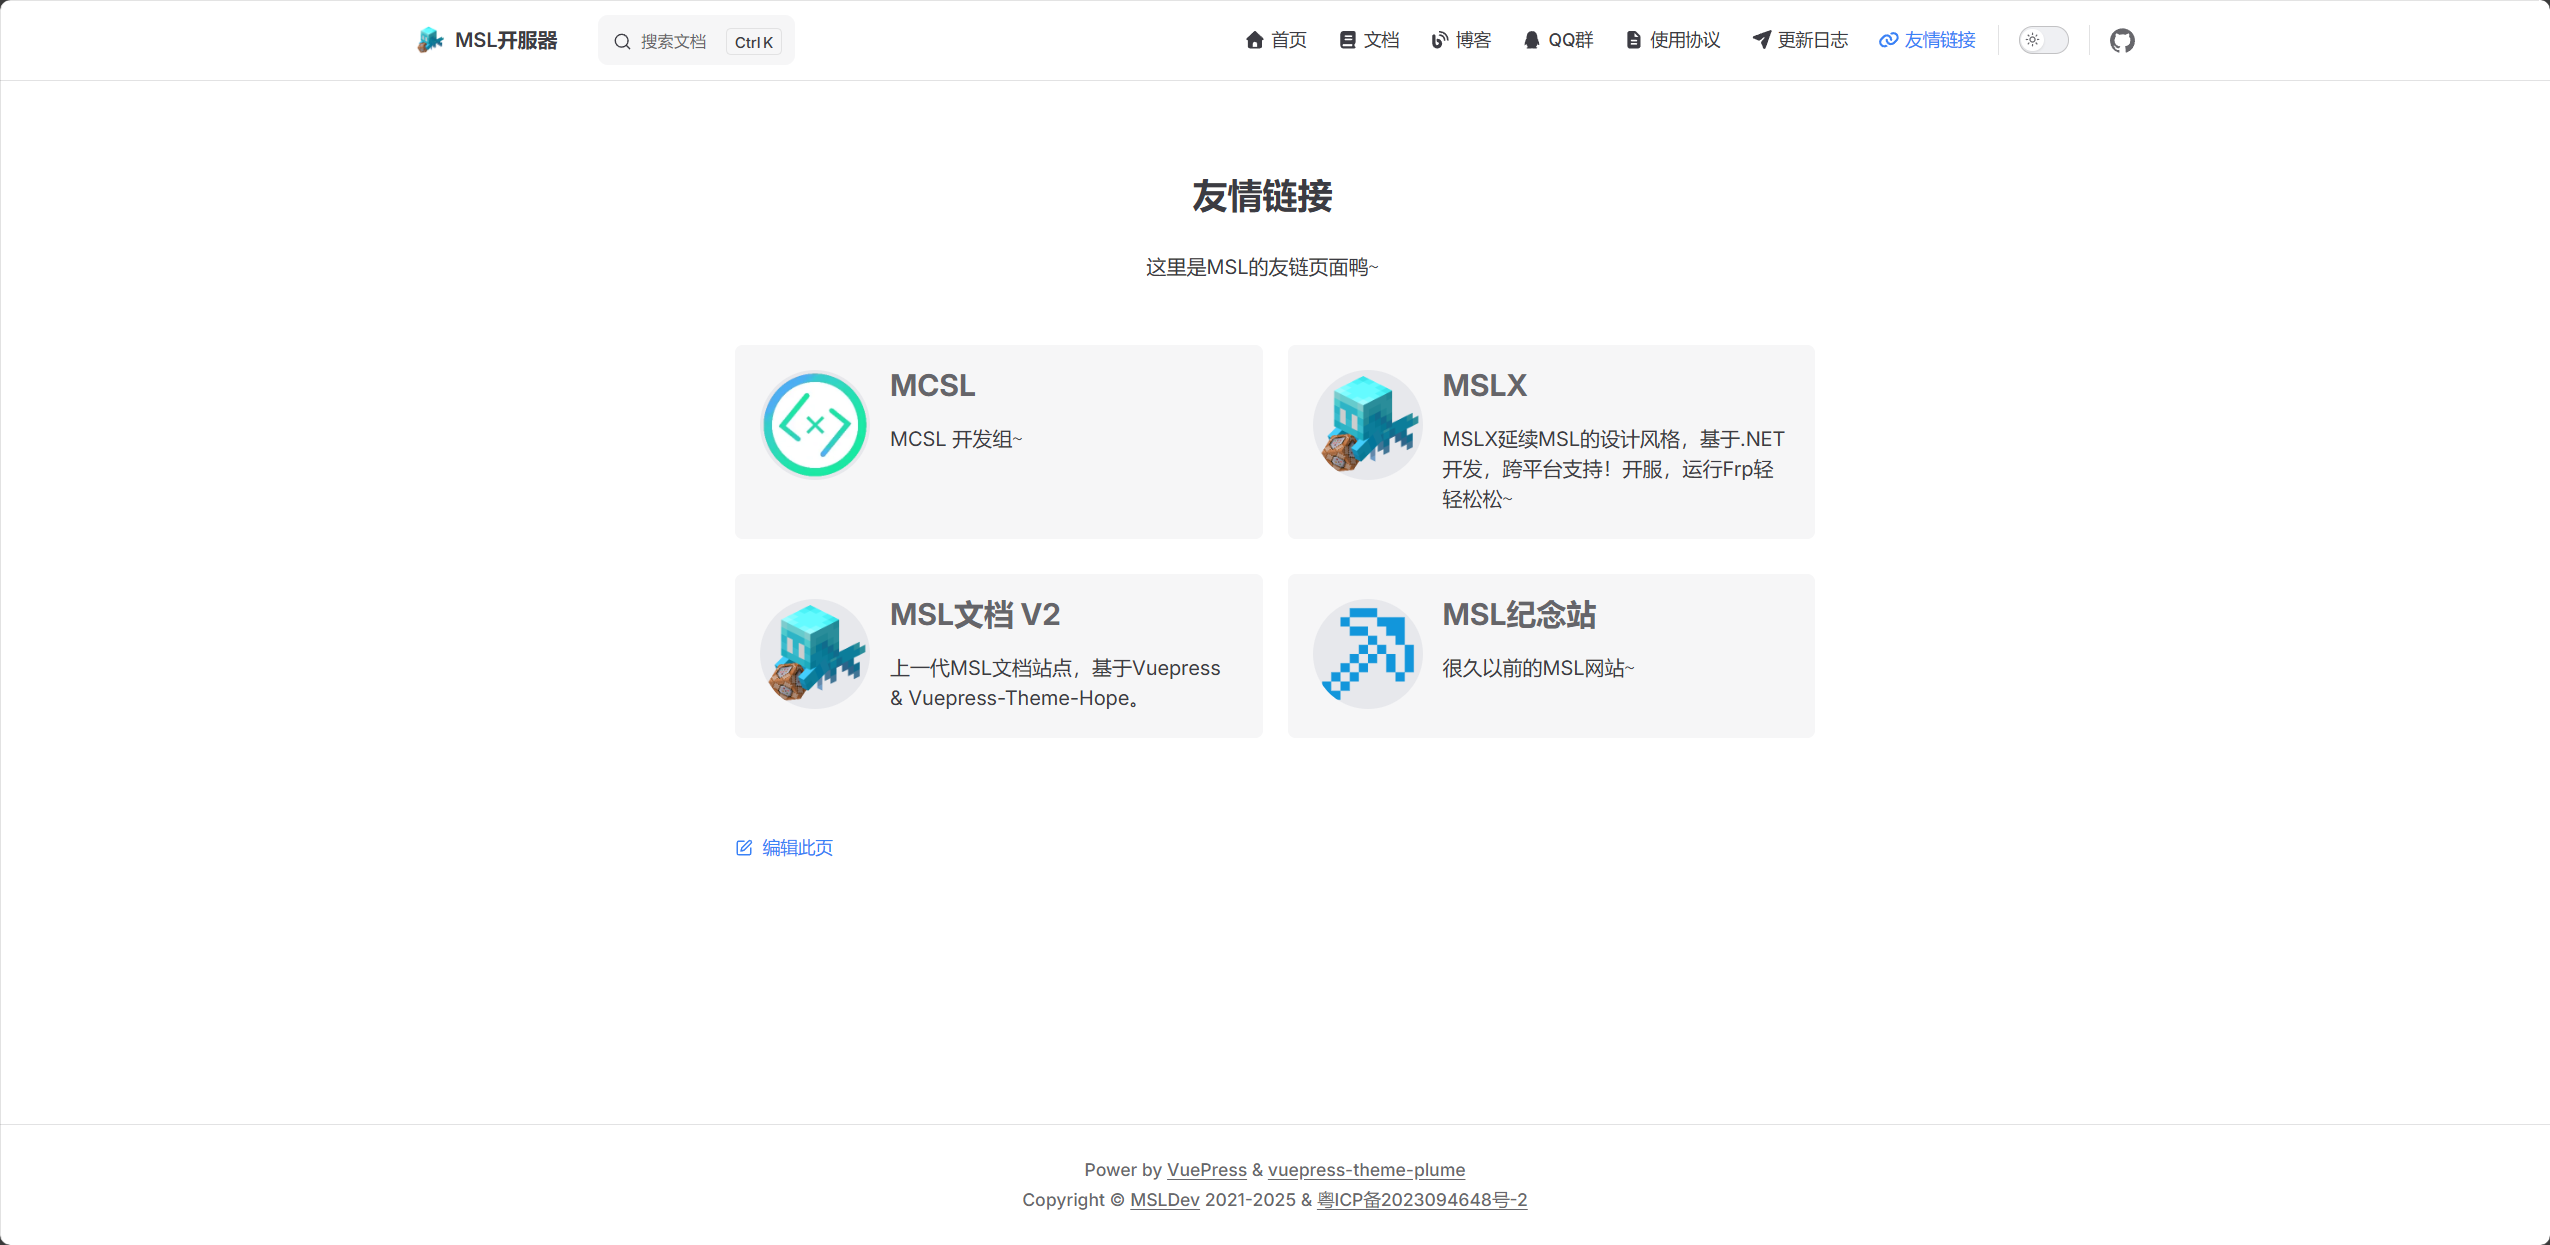 MSL开服器
搜索文档 Ctrl K
首页 文档 博客 QQ群 使用协议 更新日志 友情链接
友情链接
这里是MSL的友链页面鸭~
MCSL
MCSL 开发组~
MSLX
MSLX延续MSL的设计风格，基于.NET
开发，跨平台支持！开服，运行Frp轻
轻松松~
MSL文档 V2
上一代MSL文档站点，基于Vuepress
& Vuepress-Theme-Hope。
MSL纪念站
很久以前的MSL网站~
编辑此页
Power by VuePress & vuepress-theme-plume
Copyright © MSLDev 2021-2025 & 粤ICP备2023094648号-2